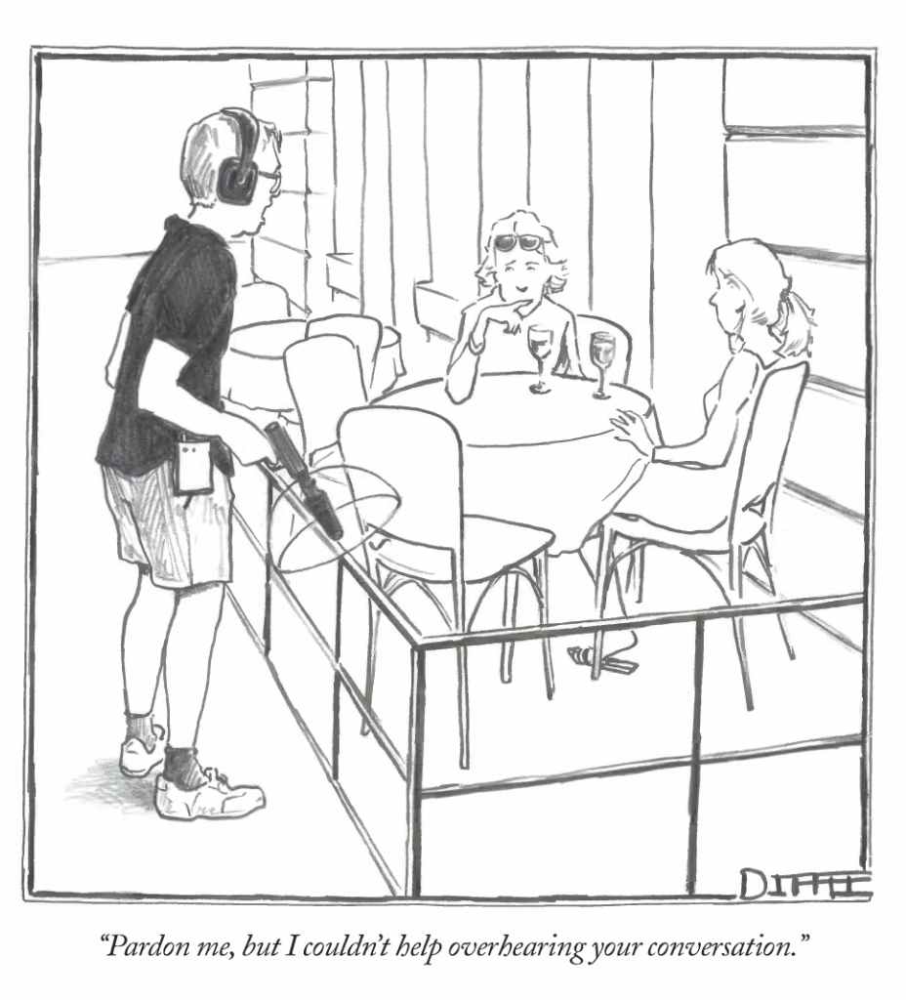 DIFFEE
“Pardon me, but I couldn’t help overhearing your conversation.”